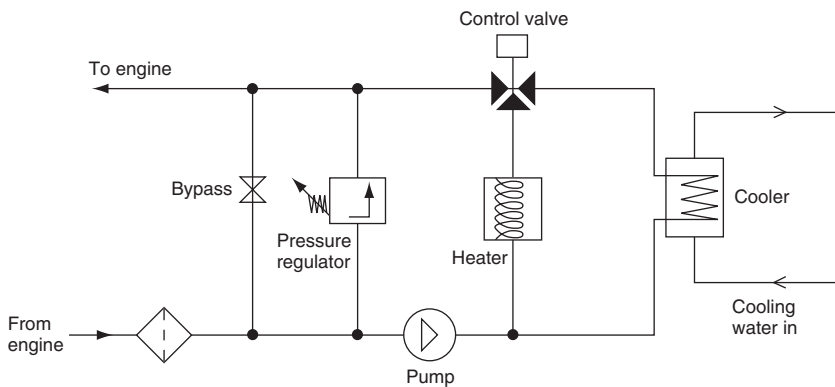 Control valve
To engine
Bypass
Pressure
regulator
Heater
Cooler
From
engine
Pump
Cooling
water in